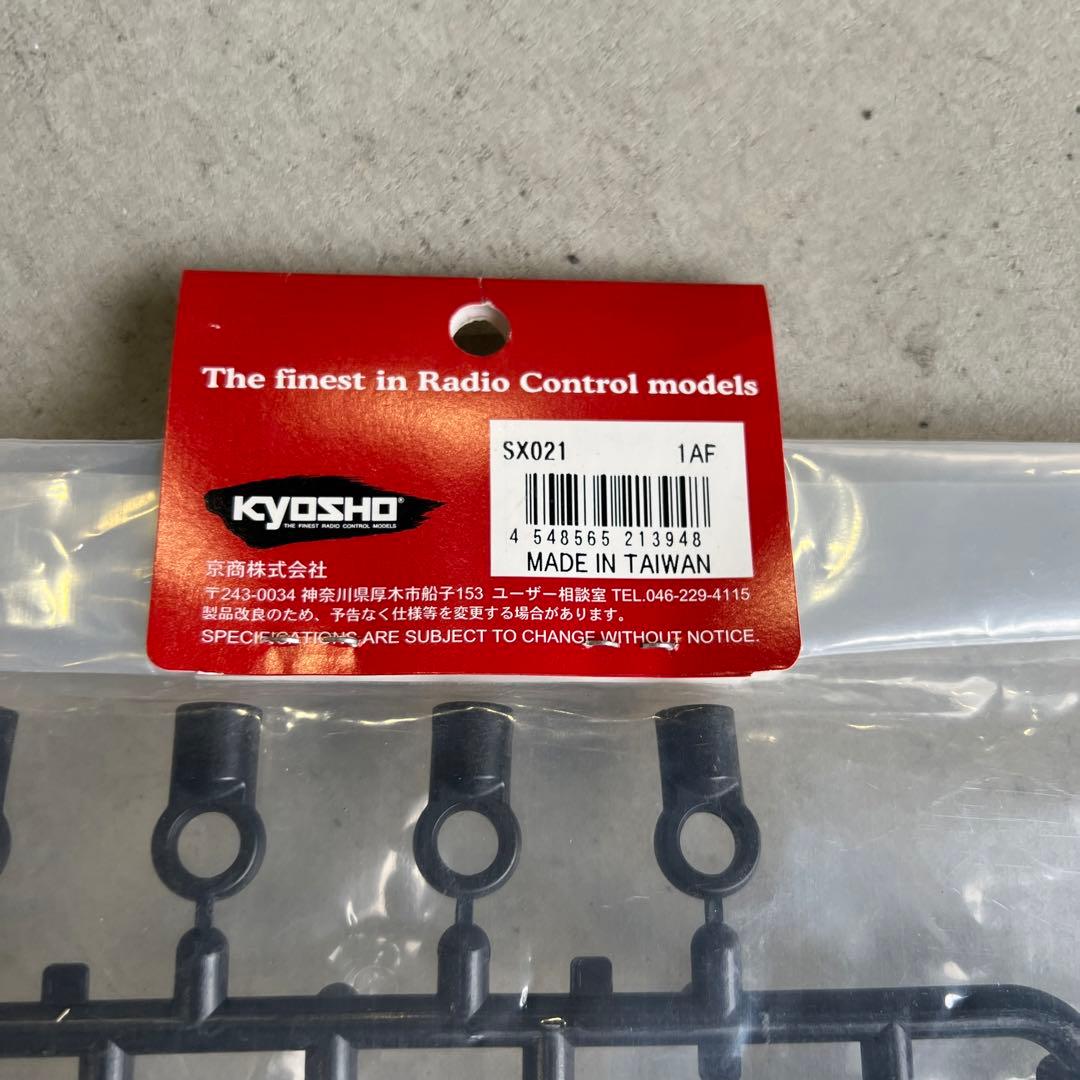 The finest in Radio Control models
SX021 1AF
4 548565 213948
MADE IN TAIWAN
KYOSHO®
THE FINEST RADIO CONTROL MODELS
京商株式会社
〒243-0034 神奈川県厚木市船子153 ユーザー相談室 TEL.046-229-4115
製品改良のため、予告なく仕様等を変更する場合があります。
SPECIFICATIONS ARE SUBJECT TO CHANGE WITHOUT NOTICE.